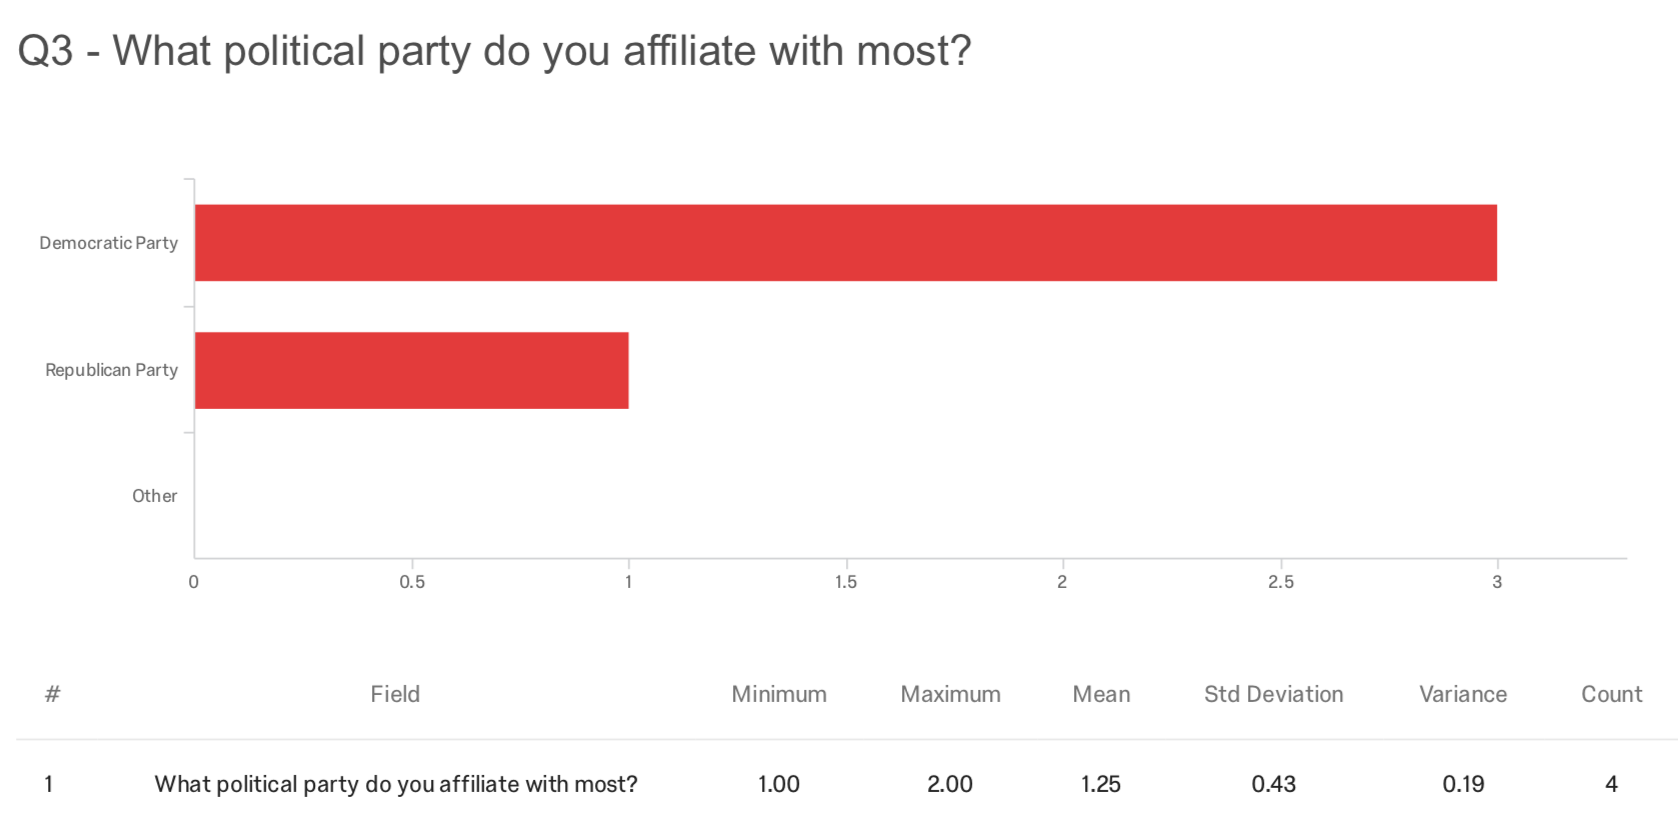 Q3 - What political party do you affiliate with most?
Democratic Party
Republican Party
Other
0 0.5 1 1.5 2 2.5 3
# Field Minimum Maximum Mean Std Deviation Variance Count
1 What political party do you affiliate with most? 1.00 2.00 1.25 0.43 0.19 4